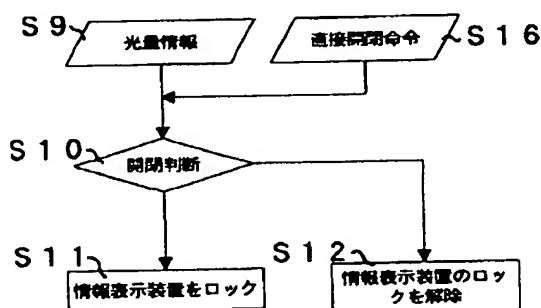 S9
光量情報
直接開閉命令
S16
S10
開閉判断
S11
S12
情報表示装置をロック
情報表示装置のロッ
クを解除